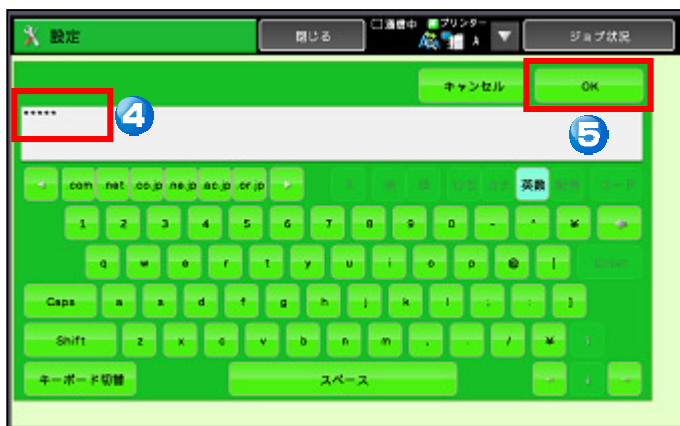 設定 閉じる 通信中 プリンター A ジョブ状況
キャンセル OK
***** 4 5
.com .net .co.jp .ne.jp .ac.jp .or.jp 英数
1 2 3 4 5 6 7 8 9 0 - ^ ¥
q w e r t y u i o p @ [ Enter
Caps a s d f g h j k l ; : ]
Shift z x c v b n m , . / ¥
キーボード切替 スペース